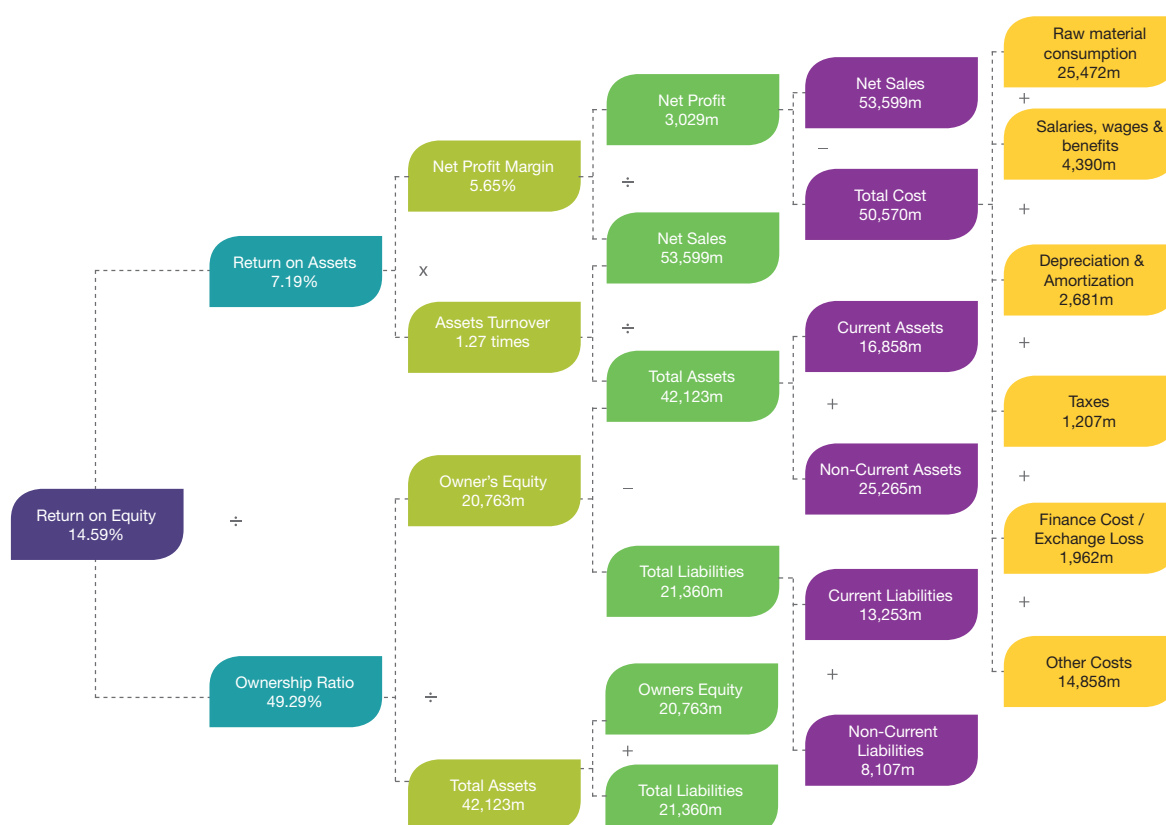 Return on Equity
14.59%
÷
Return on Assets
7.19%
Ownership Ratio
49.29%
Net Profit Margin
5.65%
x
Assets Turnover
1.27 times
Owner's Equity
20,763m
÷
Total Assets
42,123m
Net Profit
3,029m
÷
Net Sales
53,599m
÷
Total Assets
42,123m
–
Total Liabilities
21,360m
Owners Equity
20,763m
+
Total Liabilities
21,360m
Net Sales
53,599m
–
Total Cost
50,570m
Current Assets
16,858m
+
Non-Current Assets
25,265m
Current Liabilities
13,253m
+
Non-Current
Liabilities
8,107m
Raw material
consumption
25,472m
+
Salaries, wages &
benefits
4,390m
+
Depreciation &
Amortization
2,681m
+
Taxes
1,207m
+
Finance Cost /
Exchange Loss
1,962m
+
Other Costs
14,858m